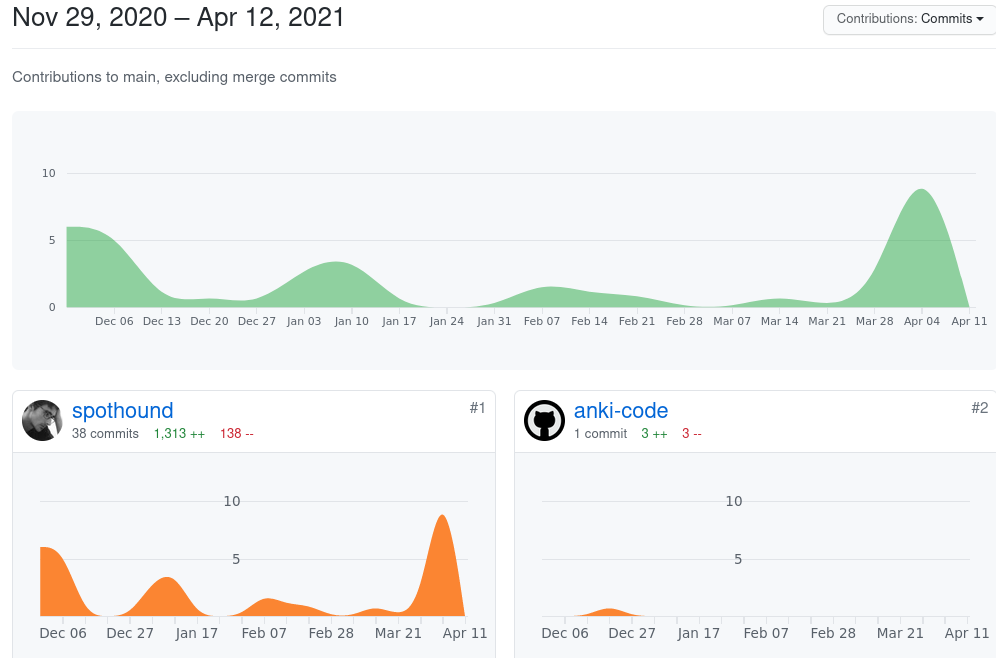 Nov 29, 2020 – Apr 12, 2021
Contributions: Commits
Contributions to main, excluding merge commits
10
5
0
Dec 06 Dec 13 Dec 20 Dec 27 Jan 03 Jan 10 Jan 17 Jan 24 Jan 31 Feb 07 Feb 14 Feb 21 Feb 28 Mar 07 Mar 14 Mar 21 Mar 28 Apr 04 Apr 11
spothound #1
38 commits 1,313 ++ 138 --
10
5
Dec 06 Dec 27 Jan 17 Feb 07 Feb 28 Mar 21 Apr 11
anki-code #2
1 commit 3 ++ 3 --
10
5
Dec 06 Dec 27 Jan 17 Feb 07 Feb 28 Mar 21 Apr 11